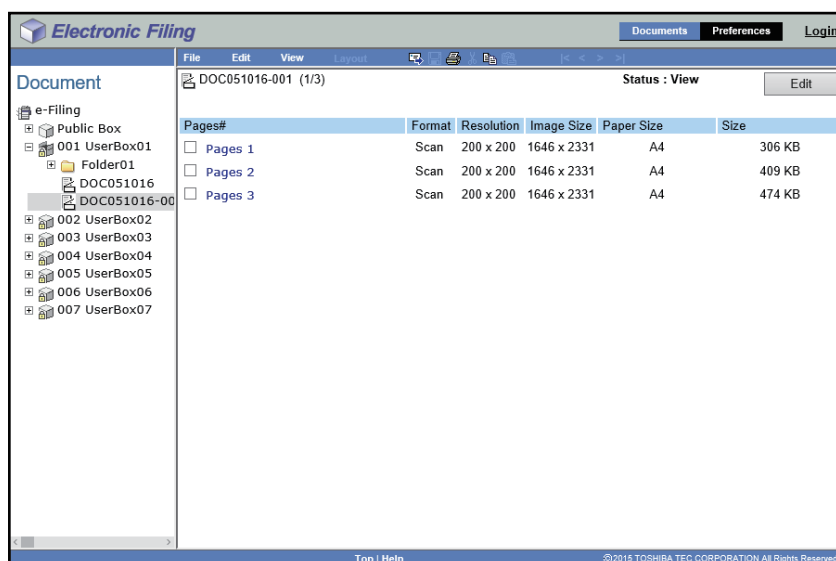 Electronic Filing
Documents Preferences Login
File Edit View Layout
Document
e-Filing
Public Box
001 UserBox01
Folder01
DOC051016
DOC051016-00
002 UserBox02
003 UserBox03
004 UserBox04
005 UserBox05
006 UserBox06
007 UserBox07
DOC051016-001 (1/3) Status : View Edit
Pages# Format Resolution Image Size Paper Size Size
Pages 1 Scan 200 x 200 1646 x 2331 A4 306 KB
Pages 2 Scan 200 x 200 1646 x 2331 A4 409 KB
Pages 3 Scan 200 x 200 1646 x 2331 A4 474 KB
Top | Help ©2015 TOSHIBA TEC CORPORATION All Rights Reserved